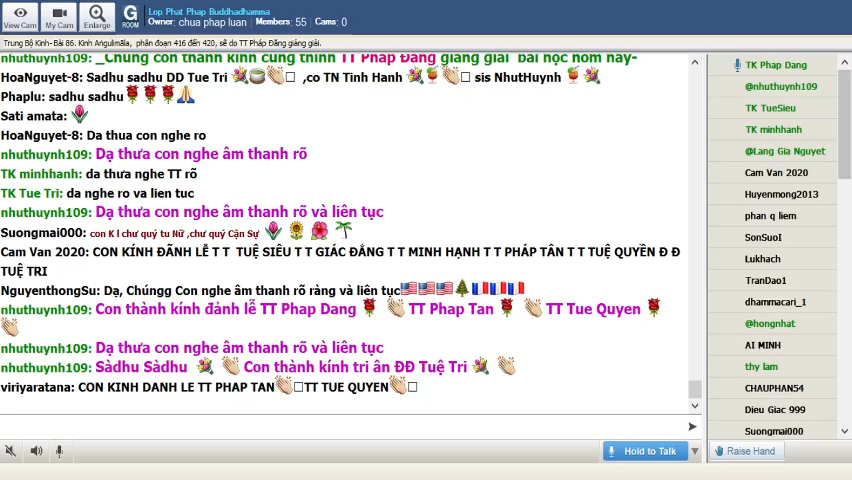 View Cam
My Cam
Enlarge
G
ROOM
Lop Phat Phap Buddhadhamma
Owner: chua phap luan Members: 55 Cams: 0
Trung Bộ Kinh- Bài 86. Kinh Angulimāla, phân đoạn 416 đến 420, sẽ do TT Pháp Đăng giảng giải.
nhuthuynh109: _Chúng con thành kính cung thỉnh TT Pháp Đăng giảng giải bài học hôm nay-
HoaNguyet-8: Sadhu sadhu DD Tue Tri ,co TN Tinh Hanh sis NhutHuynh
Phaplu: sadhu sadhu
Sati amata:
HoaNguyet-8: Da thua con nghe ro
nhuthuynh109: Dạ thưa con nghe âm thanh rõ
TK minhhanh: da thưa nghe TT rõ
TK Tue Tri: da nghe ro va lien tuc
nhuthuynh109: Dạ thưa con nghe âm thanh rõ và liên tục
Suongmai000: con K l chư quý tu Nữ ,chư quý Cận Sự
Cam Van 2020: CON KÍNH ĐÃNH LỄ T T TUỆ SIÊU T T GIÁC ĐẲNG T T MINH HẠNH T T PHÁP TÂN T T TUỆ QUYỀN Đ Đ
TUỆ TRI
NguyenthongSu: Dạ, Chúngg Con nghe âm thanh rõ ràng và liên tục
nhuthuynh109: Con thành kính đảnh lễ TT Phap Dang TT Phap Tan TT Tue Quyen
nhuthuynh109: Dạ thưa con nghe âm thanh rõ và liên tục
nhuthuynh109: Sàdhu Sàdhu Con thành kính tri ân ĐĐ Tuệ Tri
viriyaratana: CON KINH DANH LE TT PHAP TAN TT TUE QUYEN
Hold to Talk
TK Phap Dang
@nhuthuynh109
TK TueSieu
TK minhhanh
@Lang Gia Nguyet
Cam Van 2020
Huyenmong2013
phan q liem
SonSuoI
Lukhach
TranDao1
dhammacari_1
@hongnhat
AI MINH
thy lam
CHAUPHAN54
Dieu Giac 999
Suongmai000
Raise Hand